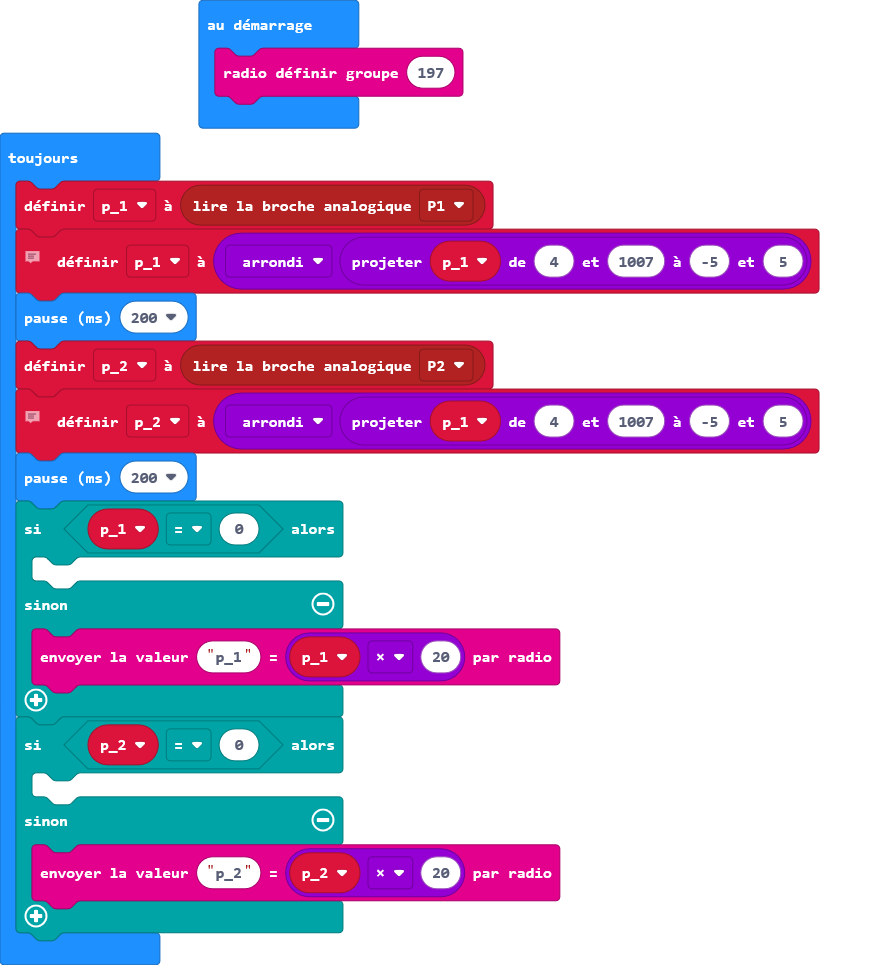 au démarrage
radio définir groupe 197
toujours
définir p_1 à lire la broche analogique P1
définir p_1 à arrondi projeter p_1 de 4 et 1007 à -5 et 5
pause (ms) 200
définir p_2 à lire la broche analogique P2
définir p_2 à arrondi projeter p_1 de 4 et 1007 à -5 et 5
pause (ms) 200
si p_1 = 0 alors
sinon
envoyer la valeur "p_1" = p_1 × 20 par radio
si p_2 = 0 alors
sinon
envoyer la valeur "p_2" = p_2 × 20 par radio